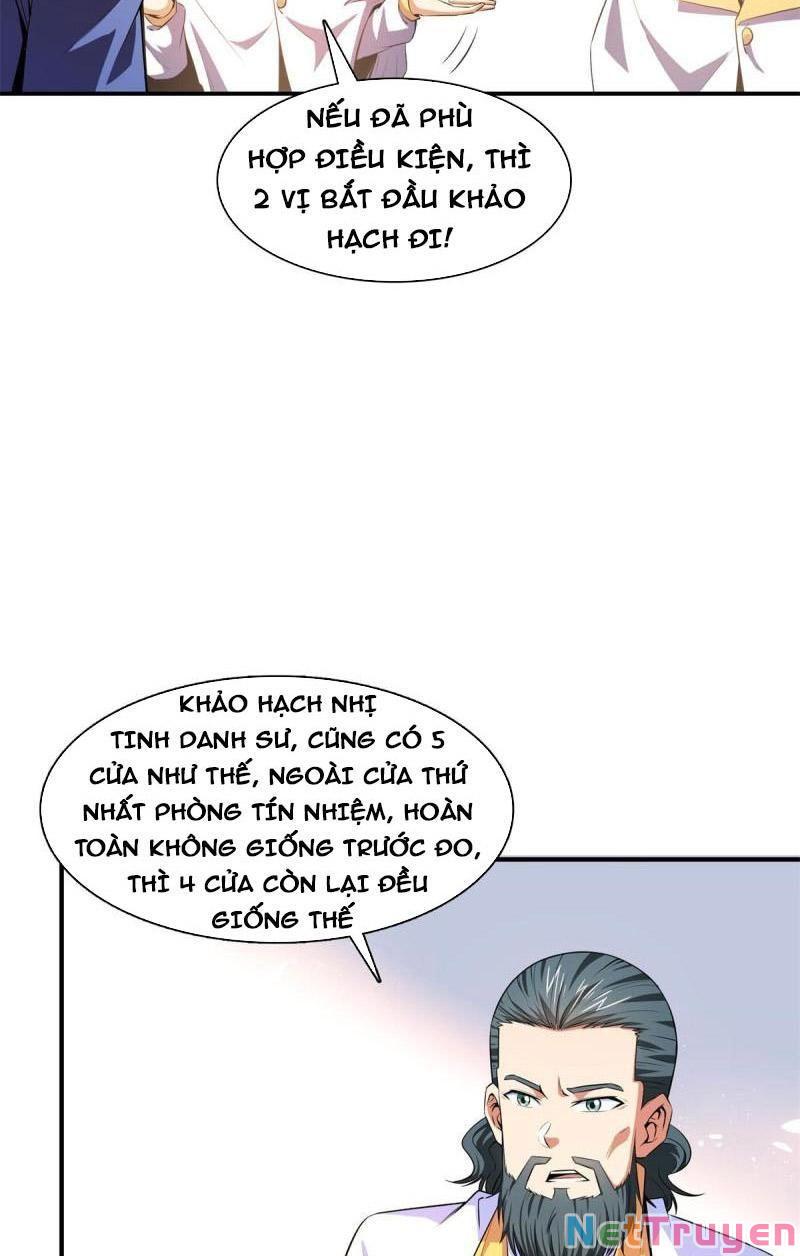 NẾU ĐÃ PHÙ
HỢP ĐIỀU KIỆN, THÌ
2 VỊ BẮT ĐẦU KHẢO
HẠCH ĐI!
KHẢO HẠCH NHỊ
TINH DANH SƯ, CŨNG CÓ 5
CỬA NHƯ THẾ, NGOÀI CỬA THỨ
NHẤT PHÒNG TÍN NHIỆM, HOÀN
TOÀN KHÔNG GIỐNG TRƯỚC ĐO,
THÌ 4 CỬA CÒN LẠI ĐỀU
GIỐNG THẾ
NetTruyen